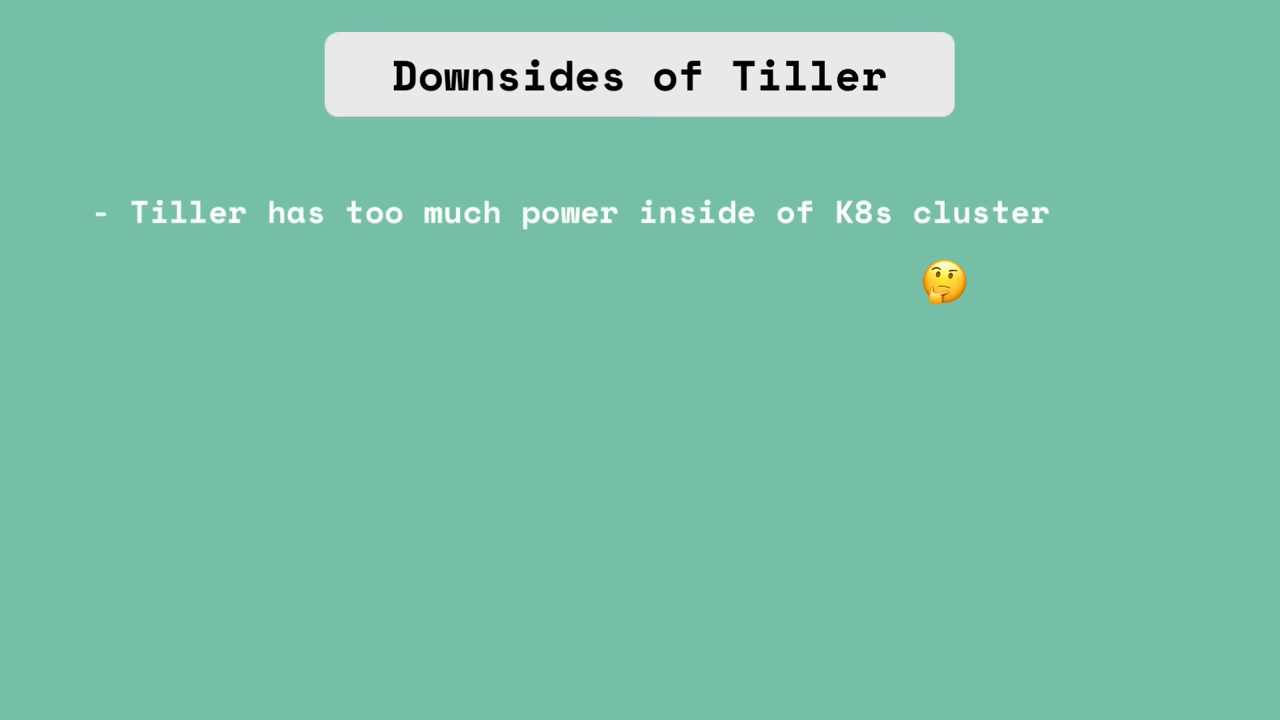 Downsides of Tiller
- Tiller has too much power inside of K8s cluster